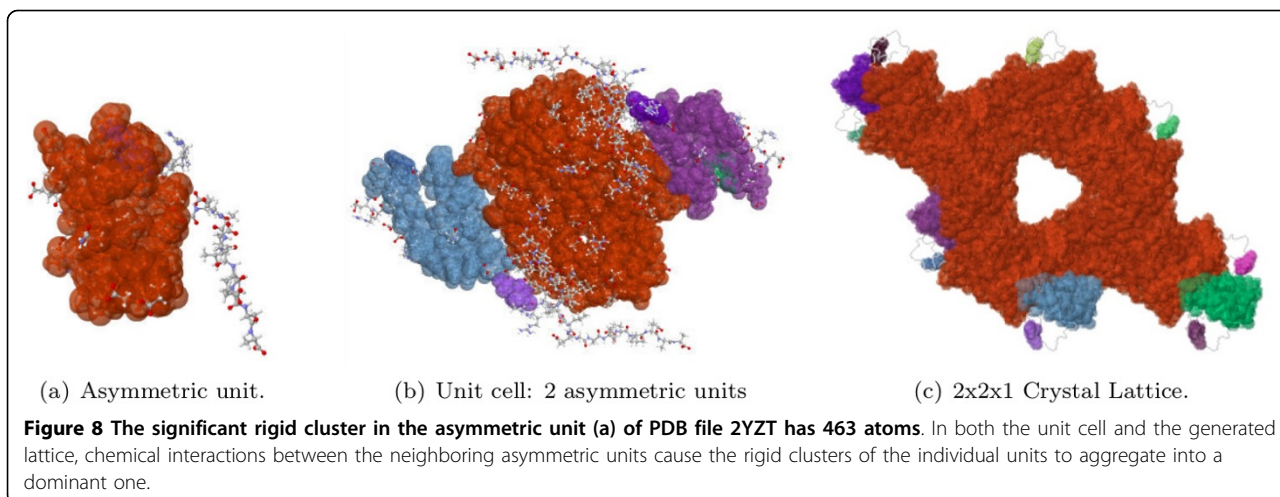 (a) Asymmetric unit.
(b) Unit cell: 2 asymmetric units
(c) 2x2x1 Crystal Lattice.
Figure 8 The significant rigid cluster in the asymmetric unit (a) of PDB file 2YZT has 463 atoms. In both the unit cell and the generated
lattice, chemical interactions between the neighboring asymmetric units cause the rigid clusters of the individual units to aggregate into a
dominant one.